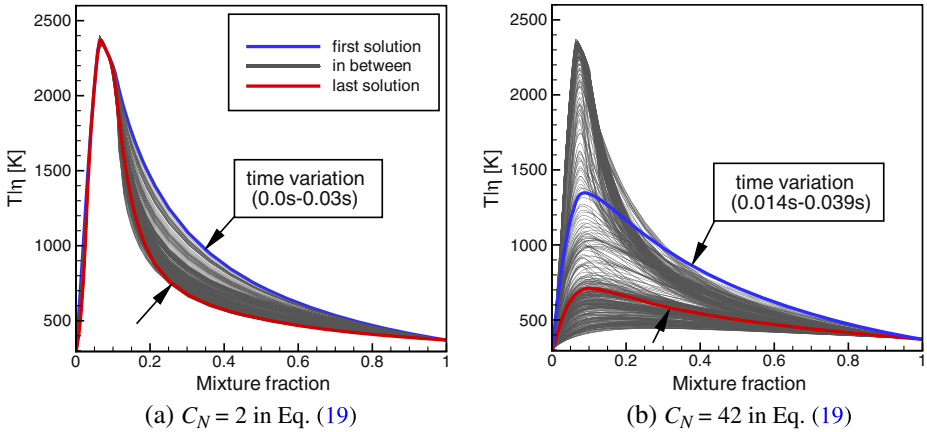 2500
2000
1500
1000
500
T|η [K]
first solution
in between
last solution
time variation
(0.0s-0.03s)
0
0.2
0.4
0.6
0.8
1
Mixture fraction
(a) C_N = 2 in Eq. (19)
2500
2000
1500
1000
500
T|η [K]
time variation
(0.014s-0.039s)
0
0.2
0.4
0.6
0.8
1
Mixture fraction
(b) C_N = 42 in Eq. (19)